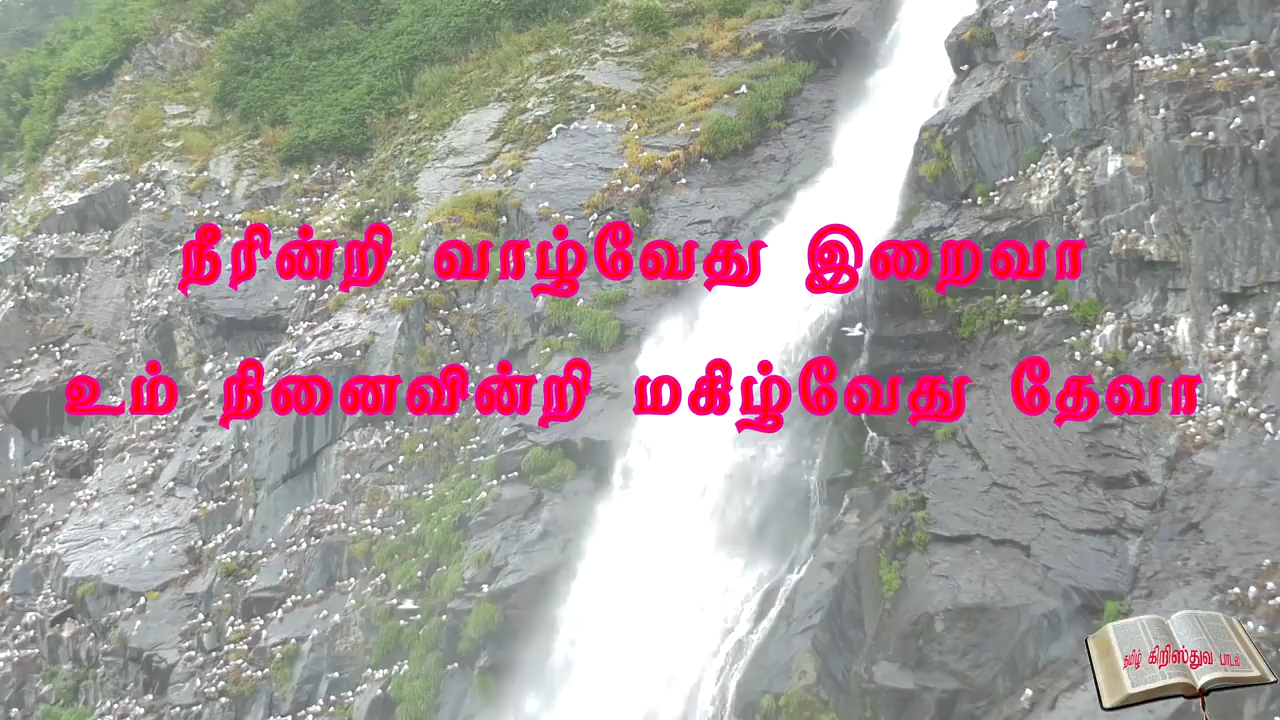 நீரின்றி வாழ்வேது இறைவா
உம் நினைவின்றி மகிழ்வேது தேவா
தமிழ் கிறிஸ்துவ பாடல்